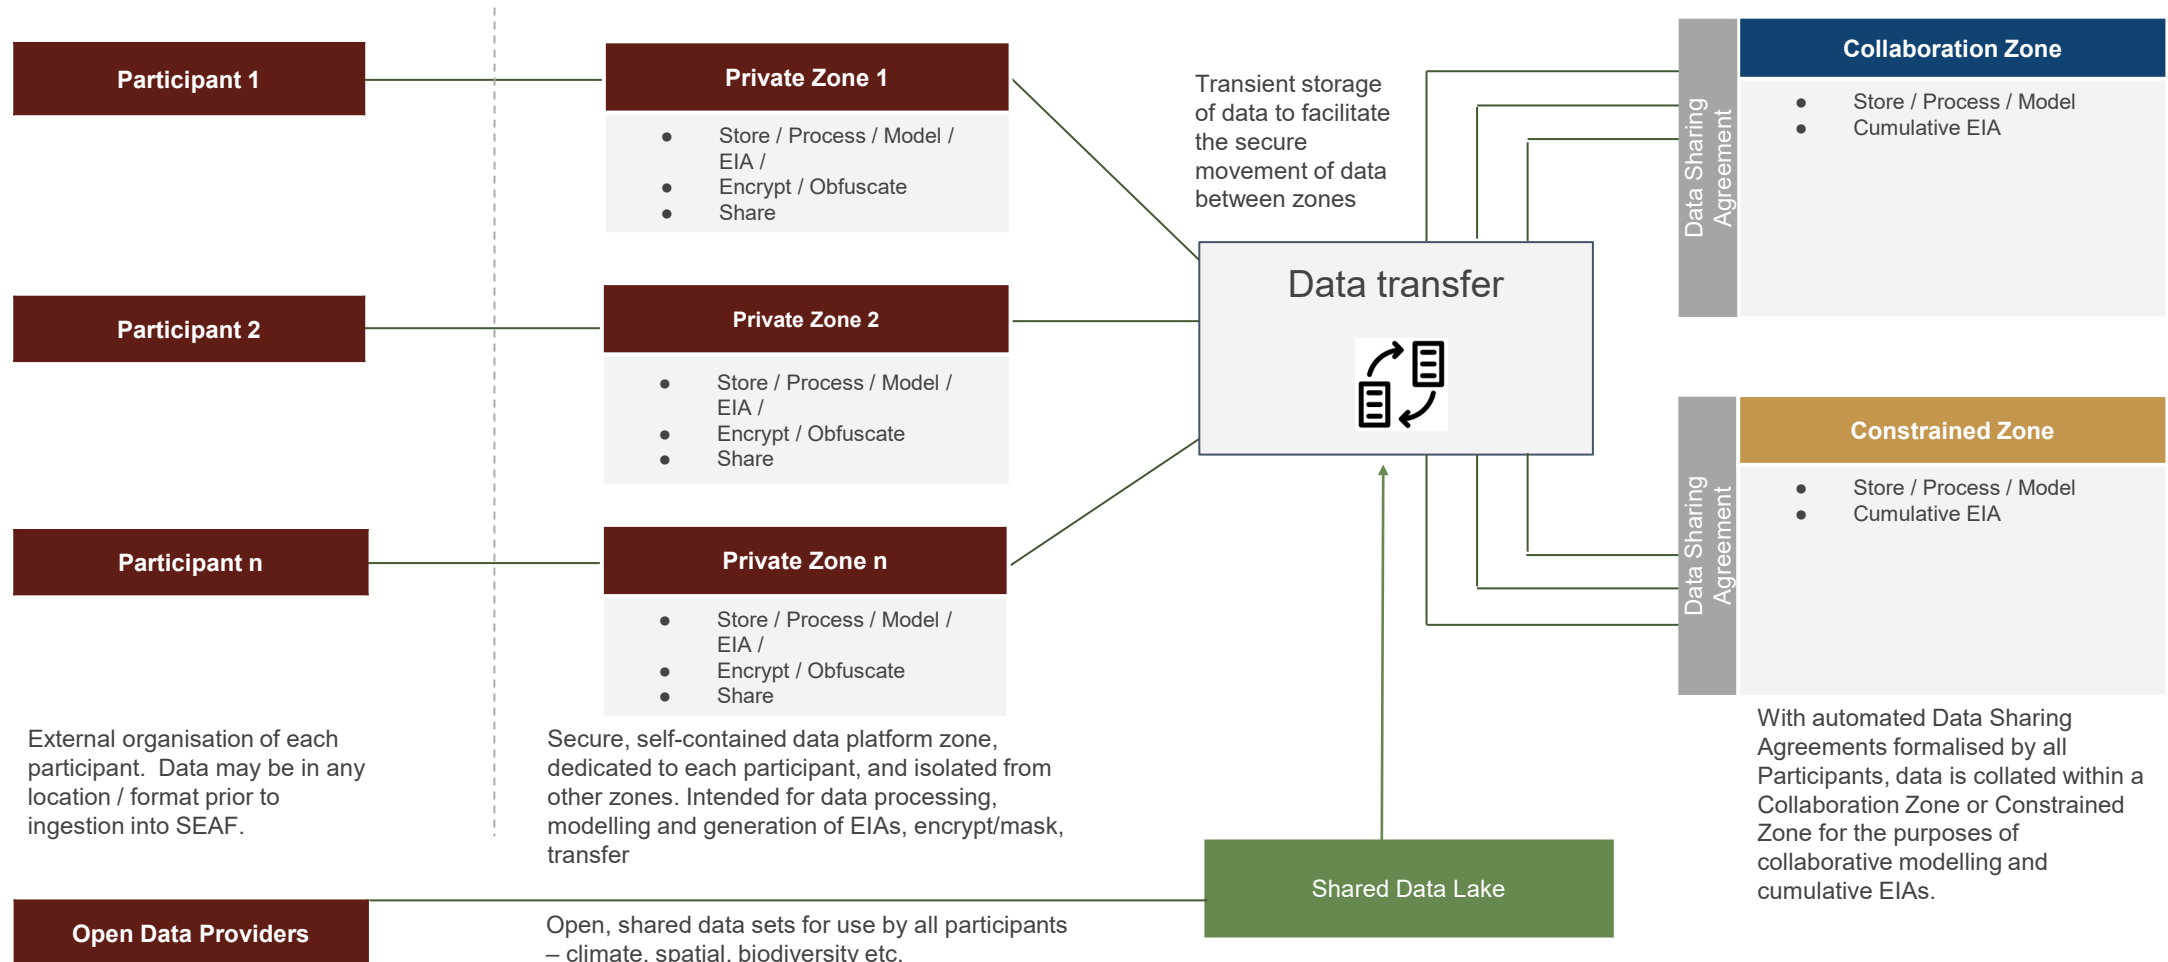 Participant 1
Private Zone 1
● Store / Process / Model /
EIA /
● Encrypt / Obfuscate
● Share
Participant 2
Private Zone 2
● Store / Process / Model /
EIA /
● Encrypt / Obfuscate
● Share
Participant n
Private Zone n
● Store / Process / Model /
EIA /
● Encrypt / Obfuscate
● Share
External organisation of each
participant.  Data may be in any
location / format prior to
ingestion into SEAF.
Secure, self-contained data platform zone,
dedicated to each participant, and isolated from
other zones. Intended for data processing,
modelling and generation of EIAs, encrypt/mask,
transfer
Open Data Providers
Open, shared data sets for use by all participants
– climate, spatial, biodiversity etc.
Transient storage
of data to facilitate
the secure
movement of data
between zones
Data transfer
Shared Data Lake
Data Sharing
Agreement
Collaboration Zone
● Store / Process / Model
● Cumulative EIA
Data Sharing
Agreement
Constrained Zone
● Store / Process / Model
● Cumulative EIA
With automated Data Sharing
Agreements formalised by all
Participants, data is collated within a
Collaboration Zone or Constrained
Zone for the purposes of
collaborative modelling and
cumulative EIAs.